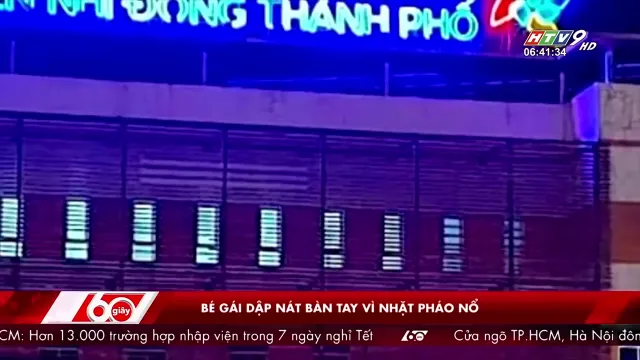 NHI ĐỒNG THÀNH PHỐ
HTV9 HD
06:41:34
60 giây
BÉ GÁI DẬP NÁT BÀN TAY VÌ NHẶT PHÁO NỔ
CM: Hơn 13.000 trường hợp nhập viện trong 7 ngày nghỉ Tết
60
Cửa ngõ TP.HCM, Hà Nội